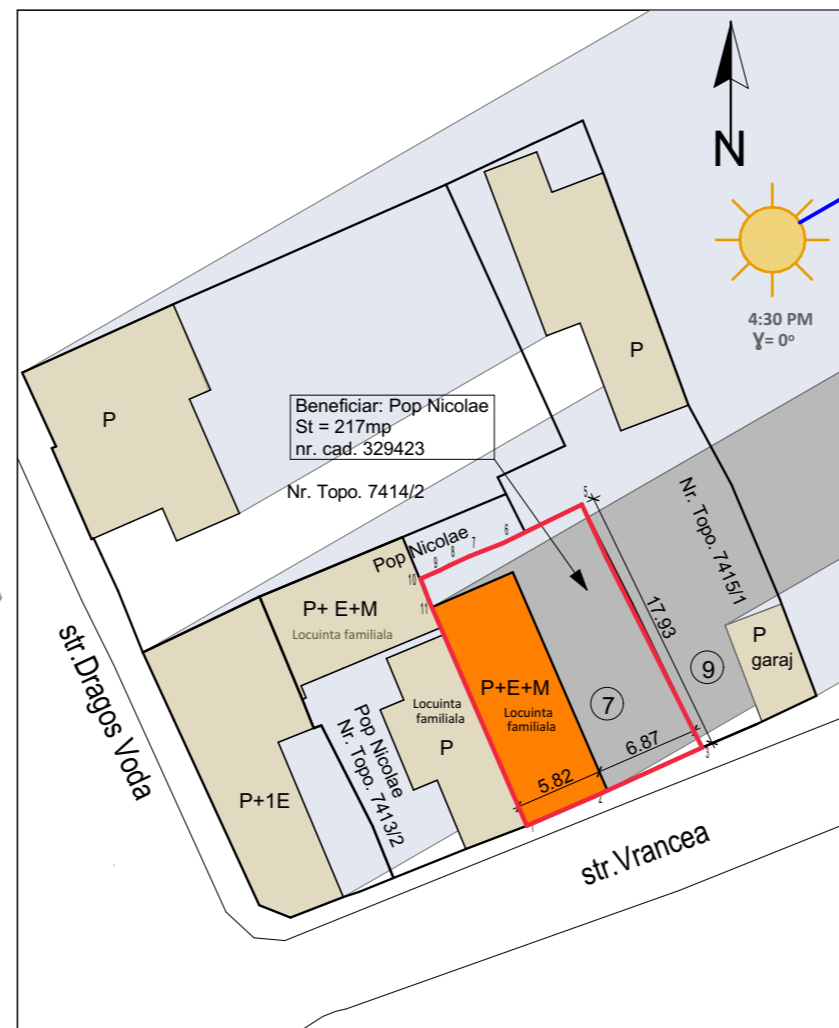 N
4:30 PM
Ɣ= 0º
P
P
Beneficiar: Pop Nicolae
St = 217mp
nr. cad. 329423
Nr. Topo. 7414/2
5
6
7
8
9
10
11
Pop Nicolae
Nr. Topo. 7415/1
17.93
P+ E+M
Locuinta familiala
P+E+M
Locuinta
familiala
Locuinta
familiala
P
P
garaj
7
9
6.87
5.82
1
2
3
Pop Nicolae
Nr. Topo. 7413/2
P+1E
str.Dragos Voda
str.Vrancea